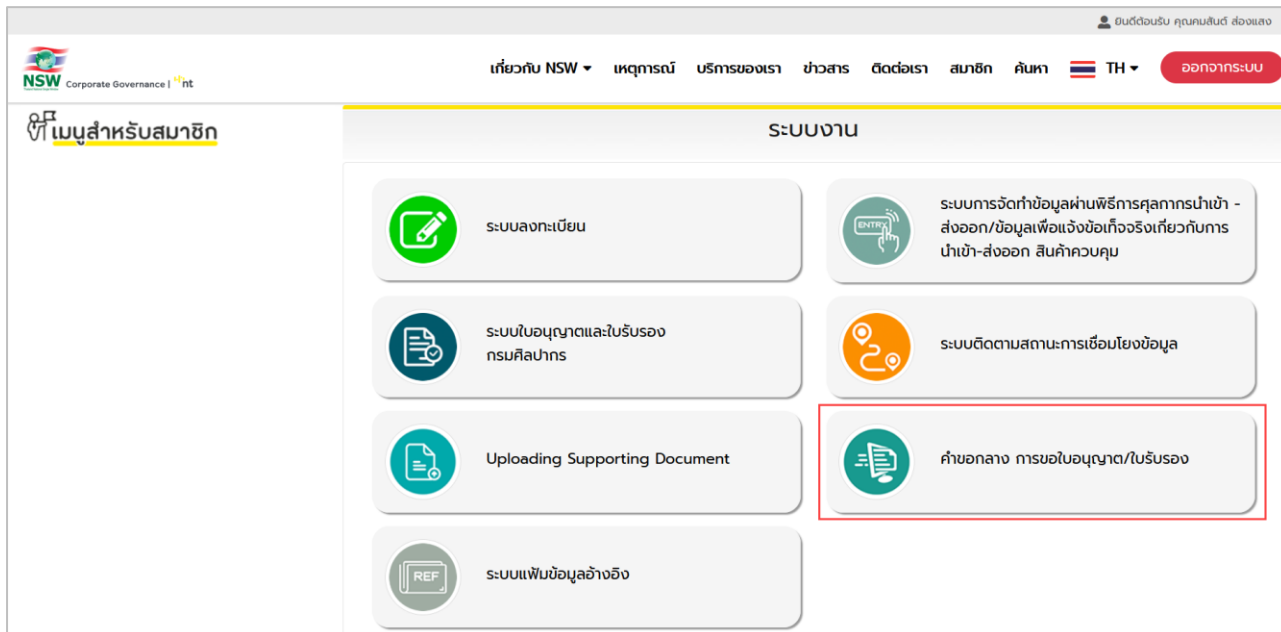 ยินดีต้อนรับ คุณคมสันต์ ส่องแสง
NSW Corporate Governance | nt
เกี่ยวกับ NSW เหตุการณ์ บริการของเรา ข่าวสาร ติดต่อเรา สมาชิก ค้นหา TH ออกจากระบบ
เมนูสำหรับสมาชิก
ระบบงาน
ระบบลงทะเบียน
ENTRY
ระบบการจัดทำข้อมูลผ่านพิธีการศุลกากรนำเข้า -
ส่งออก/ข้อมูลเพื่อแจ้งข้อเท็จจริงเกี่ยวกับการ
นำเข้า-ส่งออก สินค้าควบคุม
ระบบใบอนุญาตและใบรับรอง
กรมศิลปากร
ระบบติดตามสถานะการเชื่อมโยงข้อมูล
Uploading Supporting Document
คำขอกลาง การขอใบอนุญาต/ใบรับรอง
REF
ระบบแฟ้มข้อมูลอ้างอิง